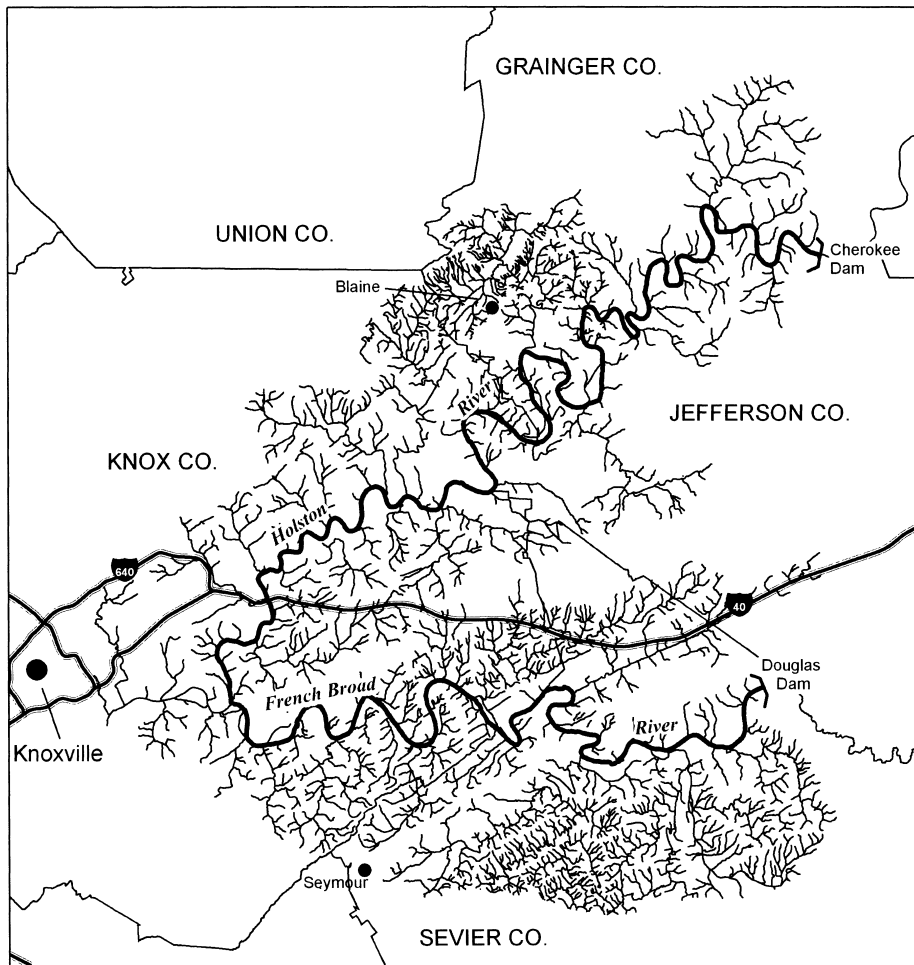 GRAINGER CO.
UNION CO.
Cherokee
Dam
Blaine
River
JEFFERSON CO.
KNOX CO.
Holston
640
40
French Broad
Douglas
Dam
River
Knoxville
Seymour
SEVIER CO.